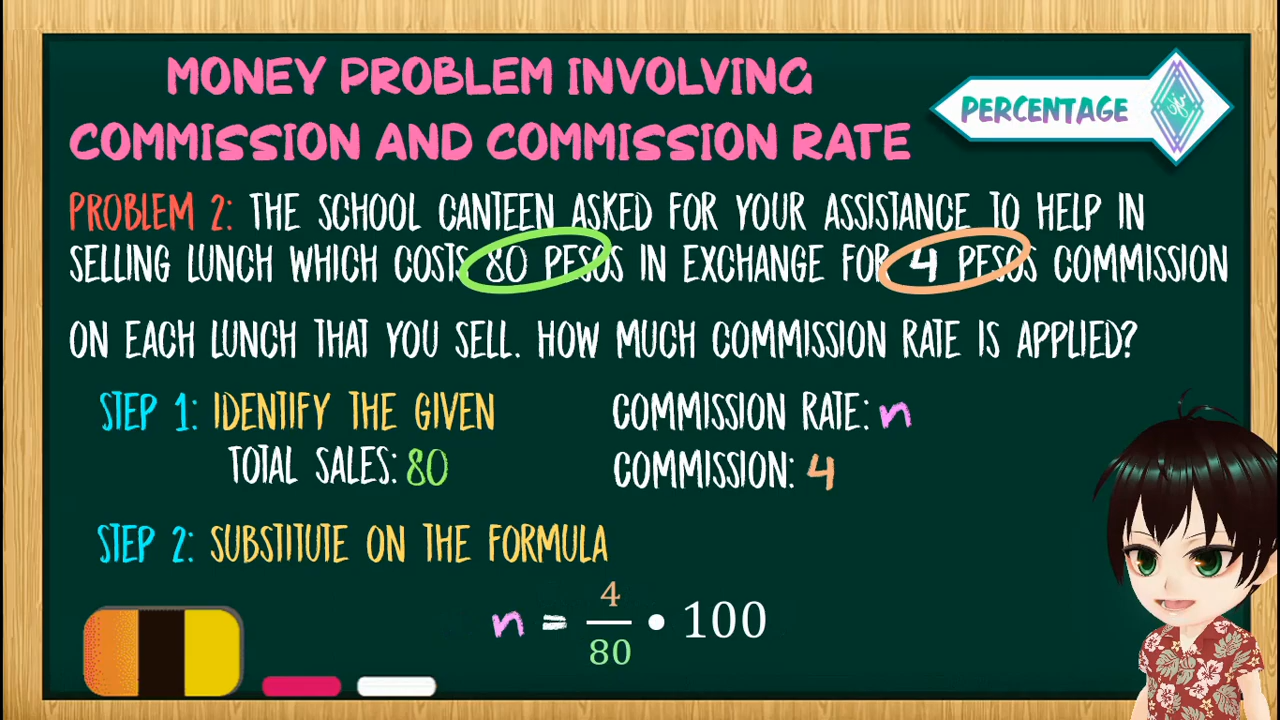 MONEY PROBLEM INVOLVING
COMMISSION AND COMMISSION RATE
PERCENTAGE
PROBLEM 2: THE SCHOOL CANTEEN ASKED FOR YOUR ASSISTANCE TO HELP IN
SELLING LUNCH WHICH COSTS 80 PESOS IN EXCHANGE FOR 4 PESOS COMMISSION
ON EACH LUNCH THAT YOU SELL. HOW MUCH COMMISSION RATE IS APPLIED?
STEP 1: IDENTIFY THE GIVEN
TOTAL SALES: 80
COMMISSION RATE: n
COMMISSION: 4
STEP 2: SUBSTITUTE ON THE FORMULA
n = 4/80 • 100